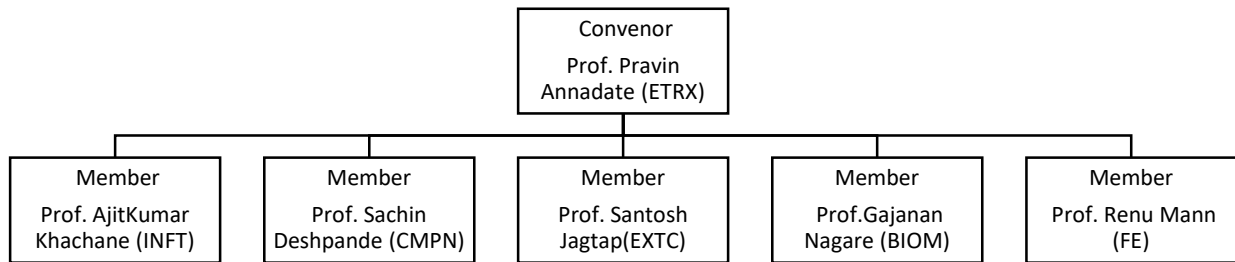 Convenor
Prof. Pravin
Annadate (ETRX)
Member
Prof. AjitKumar
Khachane (INFT)
Member
Prof. Sachin
Deshpande (CMPN)
Member
Prof. Santosh
Jagtap(EXTC)
Member
Prof.Gajanan
Nagare (BIOM)
Member
Prof. Renu Mann
(FE)